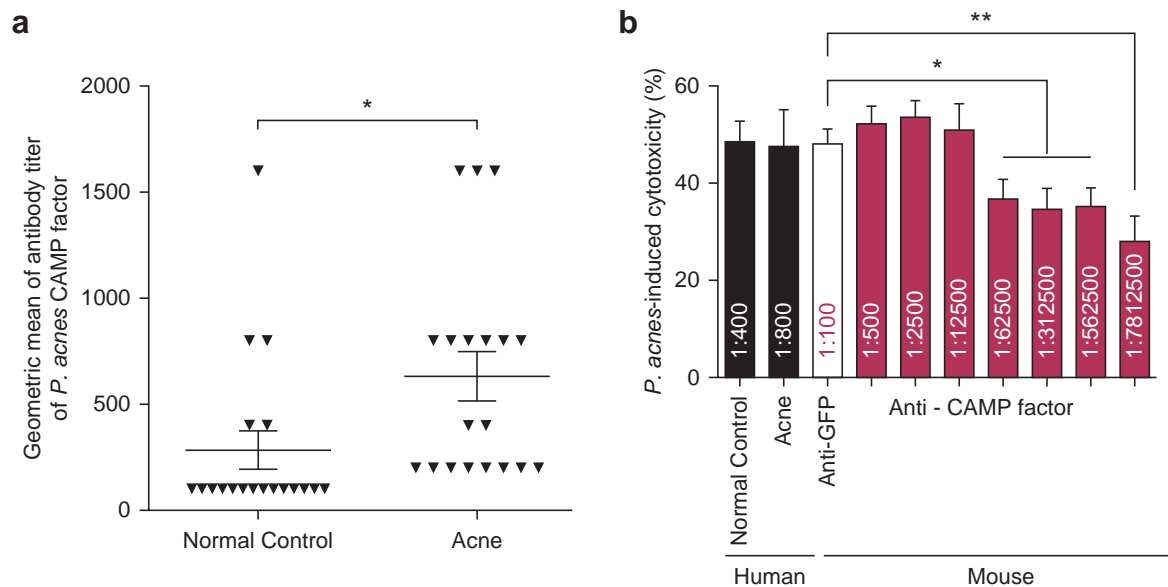 a
Geometric mean of antibody titer
of P. acnes CAMP factor
2000
1500
1000
500
0
*
Normal Control
Acne
b
P. acnes-induced cytotoxicity (%)
60
40
20
0
**
*
1:400
1:800
1:100
1:500
1:2500
1:12500
1:62500
1:312500
1:562500
1:7812500
Normal Control
Acne
Anti-GFP
Anti - CAMP factor
Human
Mouse